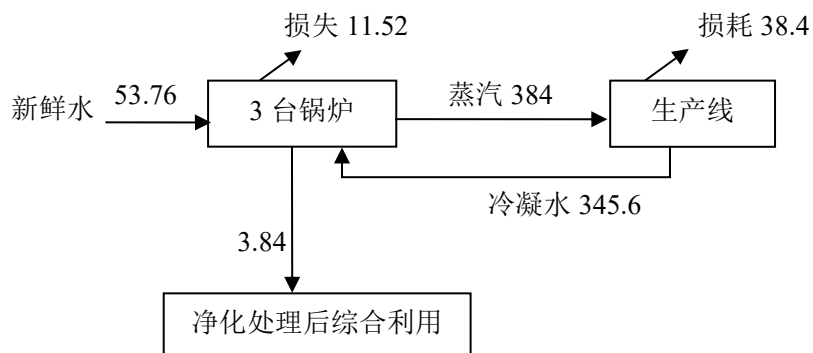 损失 11.52
损耗 38.4
新鲜水
53.76
3 台锅炉
蒸汽 384
生产线
冷凝水 345.6
3.84
净化处理后综合利用